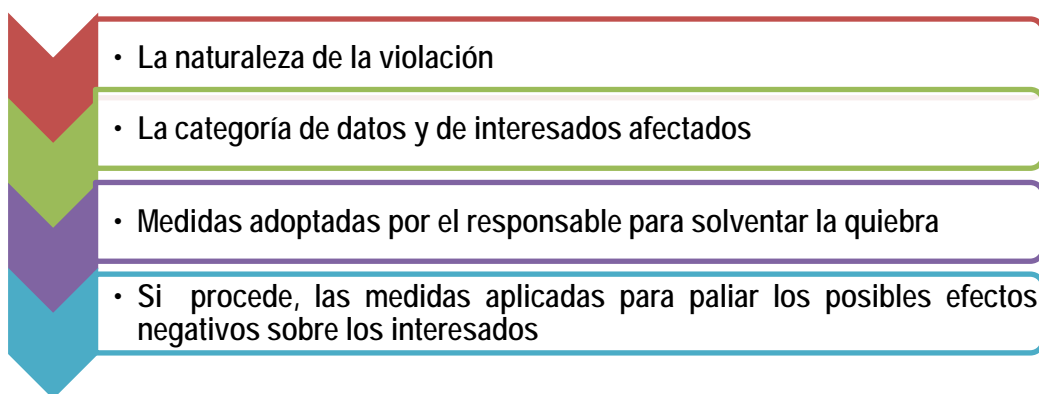 • La naturaleza de la violación
• La categoría de datos y de interesados afectados
• Medidas adoptadas por el responsable para solventar la quiebra
• Si procede, las medidas aplicadas para paliar los posibles efectos
negativos sobre los interesados